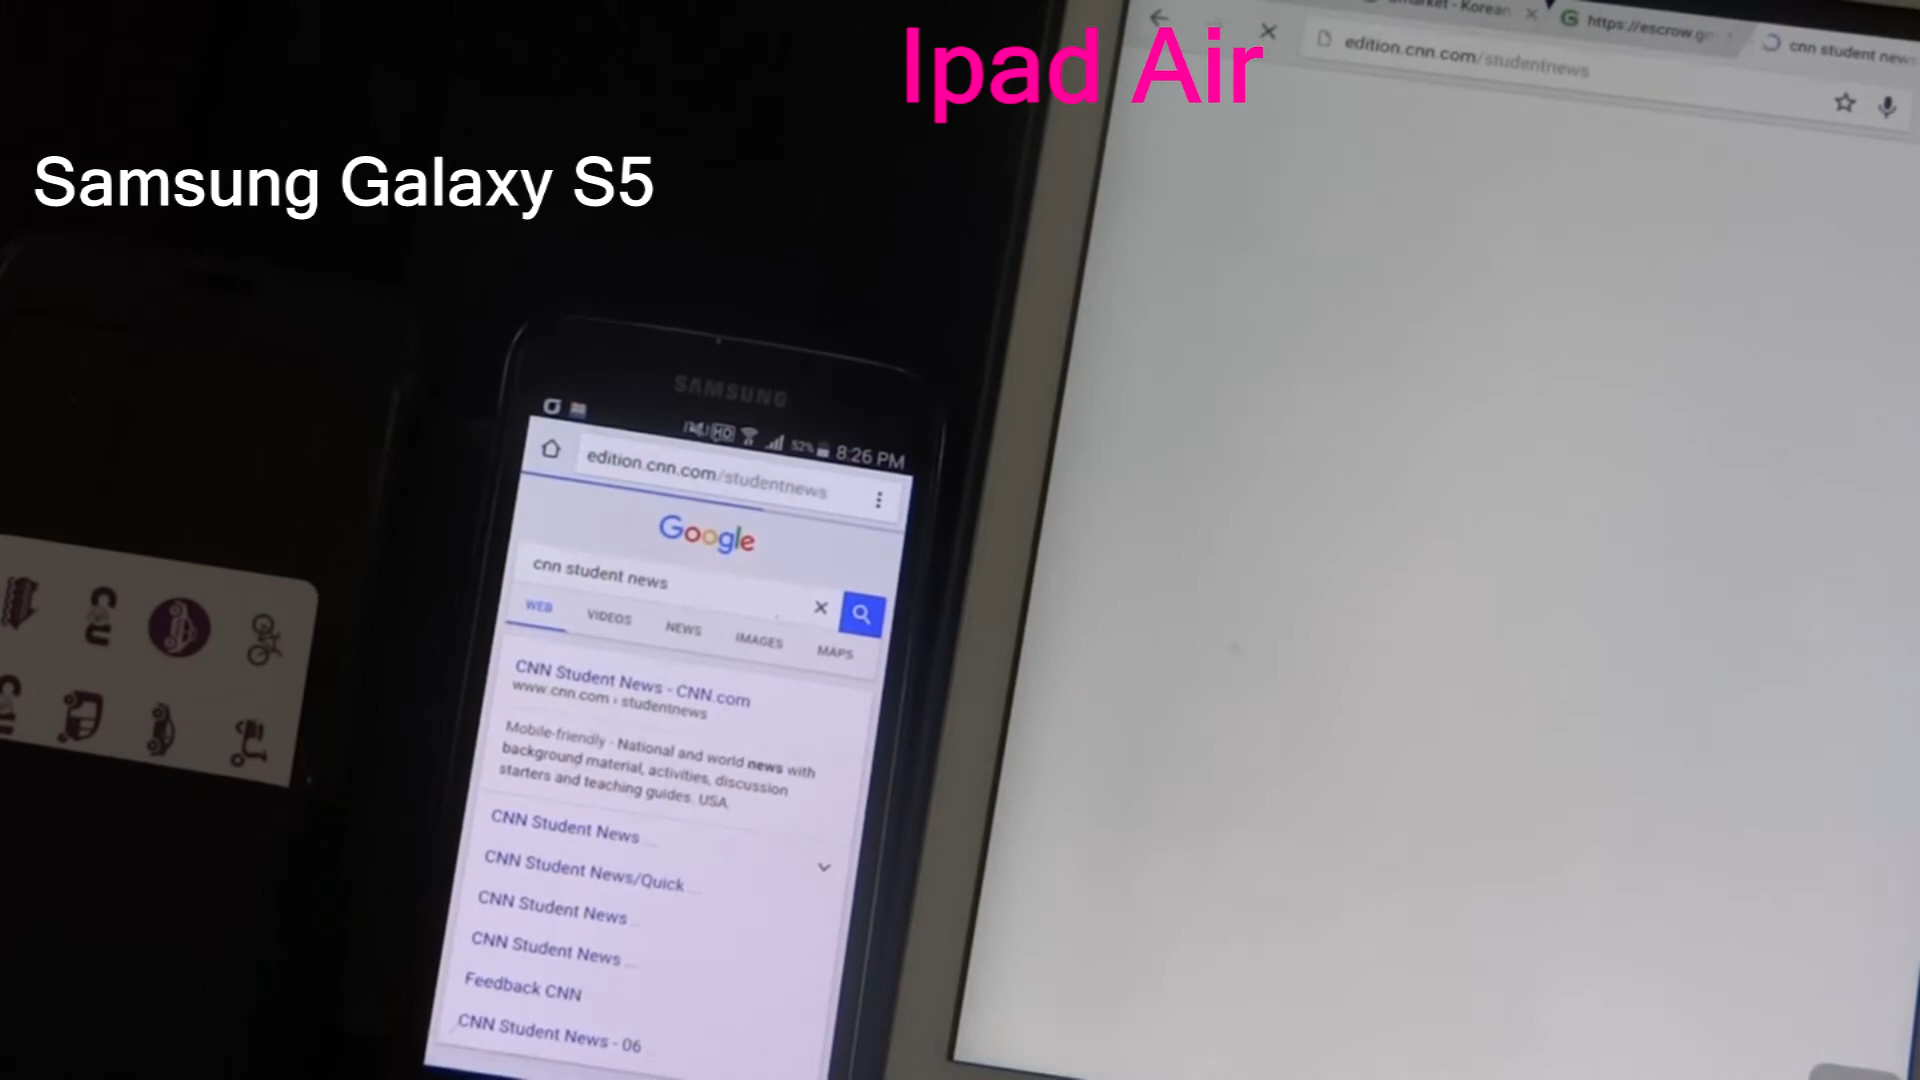 Ipad Air
Samsung Galaxy S5
- Korean
https://escrow.
cnn student news
edition.cnn.com/studentnews
SAMSUNG
HD 52% 8:26 PM
edition.cnn.com/studentnews
Google
cnn student news
WEB VIDEOS NEWS IMAGES MAPS
CNN Student News - CNN.com
www.cnn.com › studentnews
Mobile-friendly - National and world news with
background material, activities, discussion
starters and teaching guides. USA.
CNN Student News ...
CNN Student News/Quick ...
CNN Student News ...
CNN Student News ...
Feedback CNN
CNN Student News - 06 ...